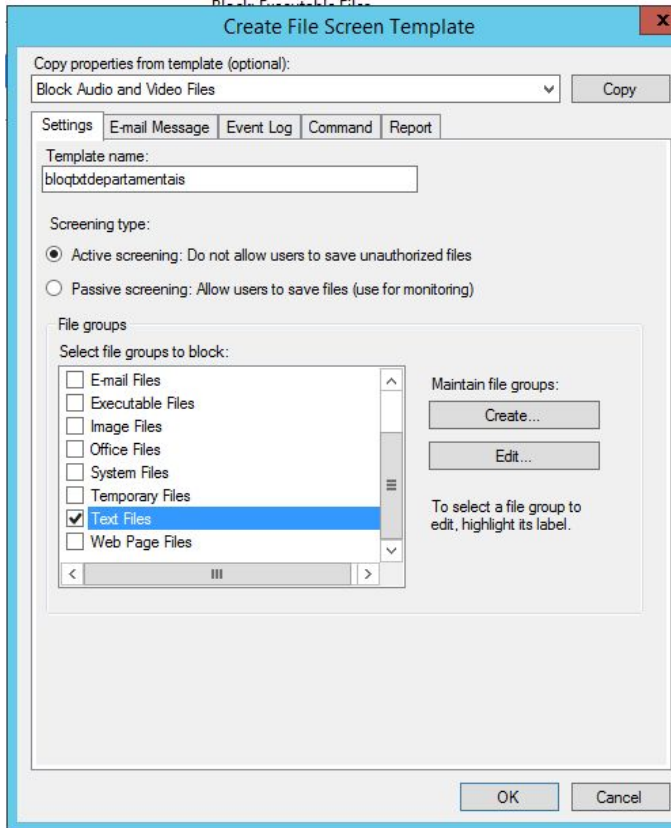 Block Executable Files
Create File Screen Template
x
Copy properties from template (optional):
Block Audio and Video Files
Copy
Settings
E-mail Message
Event Log
Command
Report
Template name:
bloqtxtdepartamentais
Screening type:
Active screening: Do not allow users to save unauthorized files
Passive screening: Allow users to save files (use for monitoring)
File groups
Select file groups to block:
E-mail Files
Executable Files
Image Files
Office Files
System Files
Temporary Files
Text Files
Web Page Files
Maintain file groups:
Create...
Edit...
To select a file group to
edit, highlight its label.
OK
Cancel